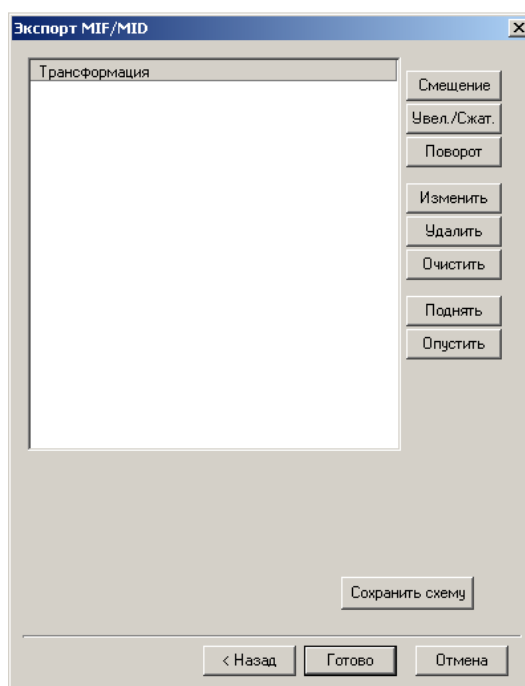 Экспорт MIF/MID
Трансформация
Смещение
Увел./Сжат.
Поворот
Изменить
Удалить
Очистить
Поднять
Опустить
Сохранить схему
< Назад
Готово
Отмена